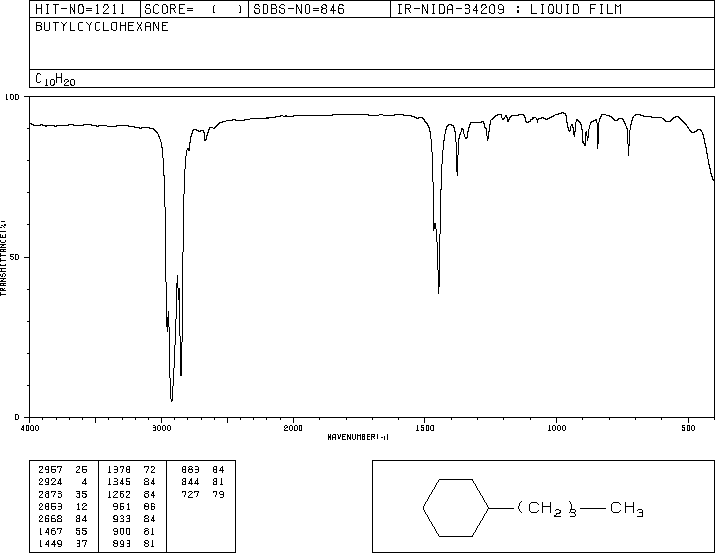 HIT-NO=1211 SCORE= ( ) SDBS-NO=846 IR-NIDA-34209 : LIQUID FILM
BUTYLCYCLOHEXANE
C10H20
100
50
0
TRANSMITTANCE(%)
4000 3000 2000 1500 1000 500
WAVENUMBER(-1)
2957 26 1378 72 883 84
2924 4 1345 84 844 81
2873 35 1262 84 727 79
2853 12 951 86
2668 84 933 84
1467 55 900 81
1449 37 893 81
(CH2)3 CH3